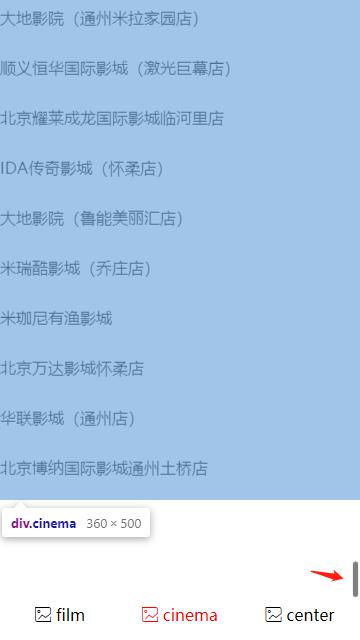 大地影院（通州米拉家园店）
顺义恒华国际影城（激光巨幕店）
北京耀莱成龙国际影城临河里店
IDA传奇影城（怀柔店）
大地影院（鲁能美丽汇店）
米瑞酷影城（乔庄店）
米珈尼有渔影城
北京万达影城怀柔店
华联影城（通州店）
北京博纳国际影城通州土桥店
div.cinema 360 × 500
film cinema center